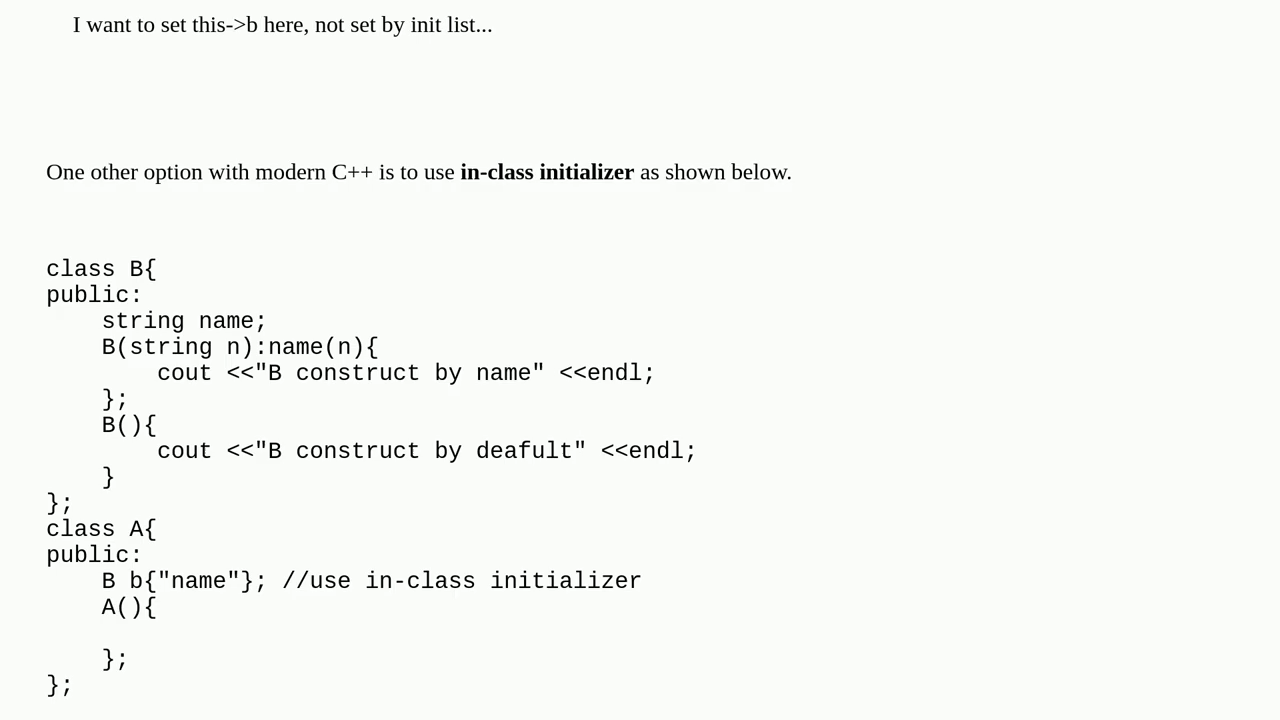 I want to set this->b here, not set by init list...
One other option with modern C++ is to use in-class initializer as shown below.
class B{
public:
    string name;
    B(string n):name(n){
        cout <<"B construct by name" <<endl;
    };
    B(){
        cout <<"B construct by deafult" <<endl;
    }
};
class A{
public:
    B b{"name"}; //use in-class initializer
    A(){
    };
};